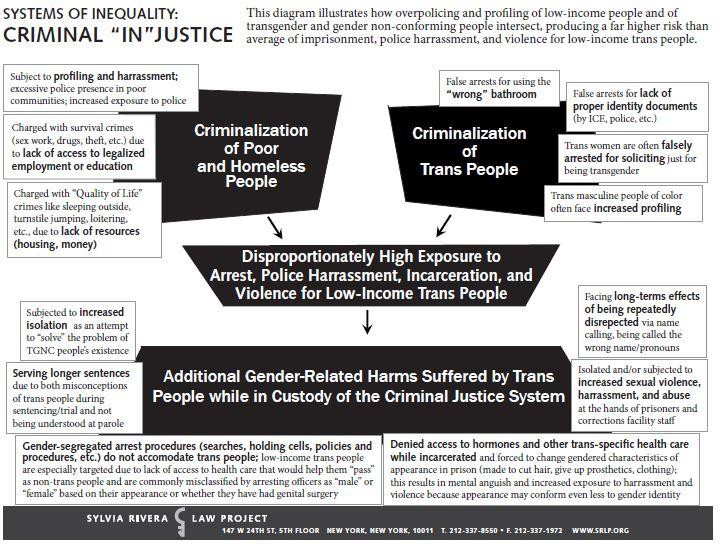 SYSTEMS OF INEQUALITY:
CRIMINAL “IN”JUSTICE
This diagram illustrates how overpolicing and profiling of low-income people and of
transgender and gender non-conforming people intersect, producing a far higher risk than
average of imprisonment, police harrassment, and violence for low-income trans people.
Subject to profiling and harrassment;
excessive police presence in poor
communities; increased exposure to police
Charged with survival crimes
(sex work, drugs, theft, etc.) due
to lack of access to legalized
employment or education
Charged with “Quality of Life”
crimes like sleeping outside,
turnstile jumping, loitering,
etc., due to lack of resources
(housing, money)
Criminalization
of Poor
and Homeless
People
False arrests for using the
“wrong” bathroom
Criminalization
of
Trans People
False arrests for lack of
proper identity documents
(by ICE, police, etc.)
Trans women are often falsely
arrested for soliciting just for
being transgender
Trans masculine people of color
often face increased profiling
Disproportionately High Exposure to
Arrest, Police Harrassment, Incarceration, and
Violence for Low-Income Trans People
Subjected to increased
isolation as an attempt
to “solve” the problem of
TGNC people’s existence
Serving longer sentences
due to both misconceptions
of trans people during
sentencing/trial and not
being understood at parole
Additional Gender-Related Harms Suffered by Trans
People while in Custody of the Criminal Justice System
Facing long-terms effects
of being repeatedly
disrepected via name
calling, being called the
wrong name/pronouns
Isolated and/or subjected to
increased sexual violence,
harrassment, and abuse
at the hands of prisoners and
corrections facility staff
Gender-segregated arrest procedures (searches, holding cells, policies and
procedures, etc.) do not accomodate trans people; low-income trans people
are especially targeted due to lack of access to health care that would help them “pass”
as non-trans people and are commonly misclassified by arresting officers as “male” or
“female” based on their appearance or whether they have had genital surgery
Denied access to hormones and other trans-specific health care
while incarcerated and forced to change gendered characteristics of
appearance in prison (made to cut hair, give up prosthetics, clothing);
this results in mental anguish and increased exposure to harrassment and
violence because appearance may conform even less to gender identity
SYLVIA RIVERA LAW PROJECT
147 W 24TH ST, 5TH FLOOR NEW YORK, NEW YORK, 10011 T. 212-337-8550 • F. 212-337-1972 WWW.SRLP.ORG